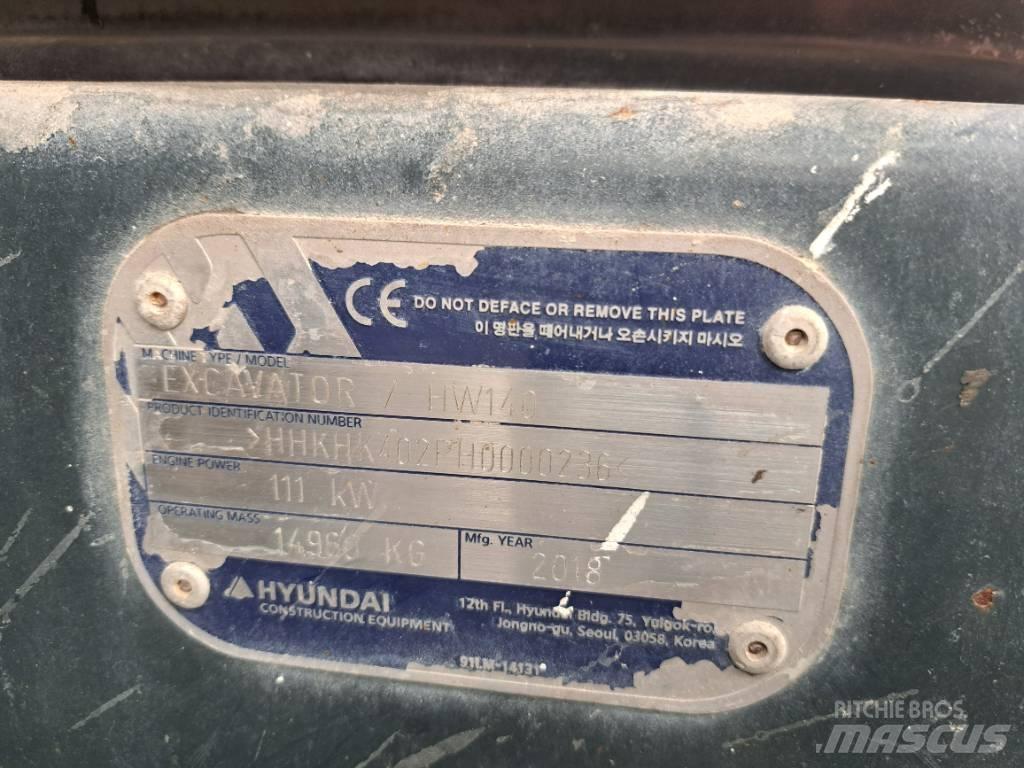 CE DO NOT DEFACE OR REMOVE THIS PLATE
이 명판을 떼어내거나 오손시키지 마시오
MACHINE TYPE / MODEL
EXCAVATOR / HW140
PRODUCT IDENTIFICATION NUMBER
ENGINE POWER
111 kW
OPERATING MASS
14960 KG
Mfg. YEAR
2018
HYUNDAI
CONSTRUCTION EQUIPMENT
12th Fl., Hyundai Bldg. 75, Yulgok-ro,
Jongno-gu, Seoul, 03058, Korea
RITCHIE BROS.
MASCUS